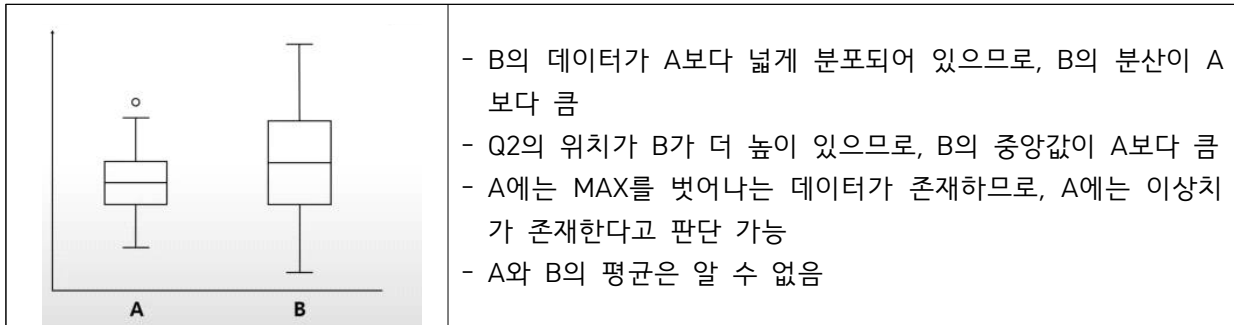 A
B
- B의 데이터가 A보다 넓게 분포되어 있으므로, B의 분산이 A
보다 큼
- Q2의 위치가 B가 더 높이 있으므로, B의 중앙값이 A보다 큼
- A에는 MAX를 벗어나는 데이터가 존재하므로, A에는 이상치
가 존재한다고 판단 가능
- A와 B의 평균은 알 수 없음